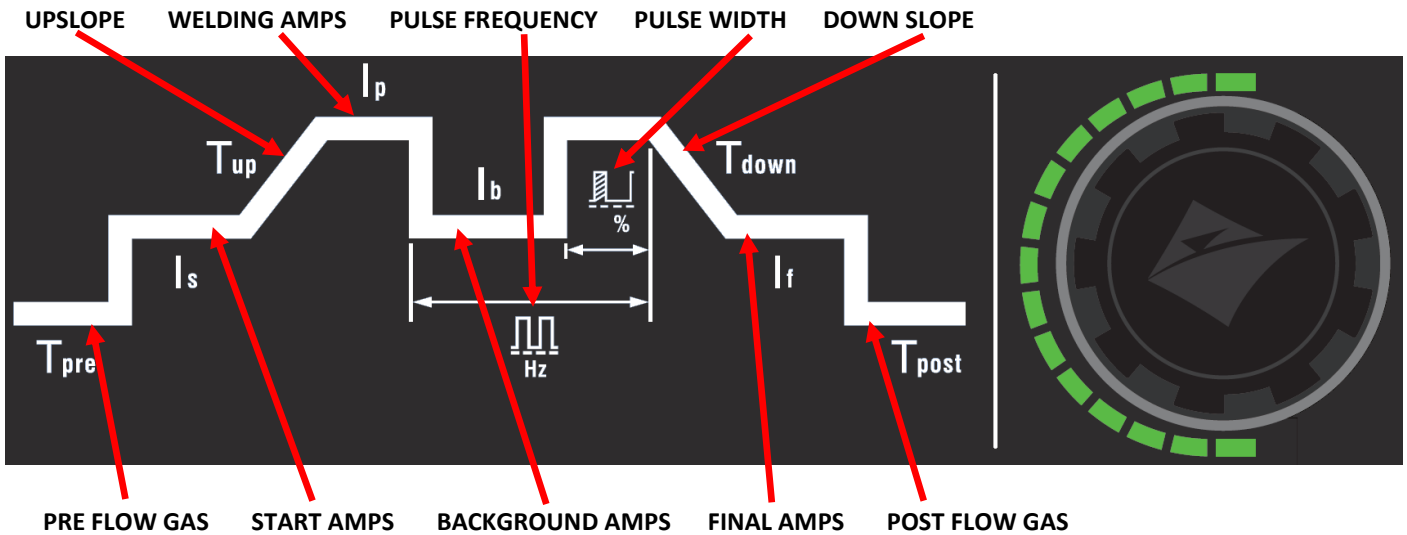 UPSLOPE WELDING AMPS PULSE FREQUENCY PULSE WIDTH DOWN SLOPE
Ip
Tup Ib Tdown
%
Is If
Hz
Tpre Tpost
PRE FLOW GAS START AMPS BACKGROUND AMPS FINAL AMPS POST FLOW GAS